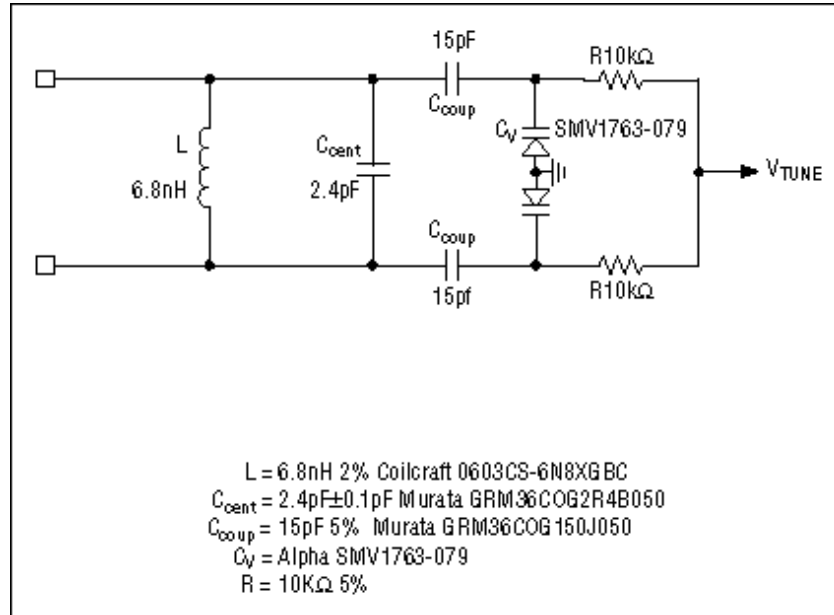 15pF
R10kΩ
Ccoup
CV
SMV1763-079
L
Ccent
6.8nH
2.4pF
VTUNE
Ccoup
15pf
R10kΩ
L = 6.8nH 2% Coilcraft 0603CS-6N8XGBC
Ccent = 2.4pF±0.1pF Murata GRM36COG2R4B050
Ccoup = 15pF 5% Murata GRM36COG150J050
CV = Alpha SMV1763-079
R = 10KΩ 5%